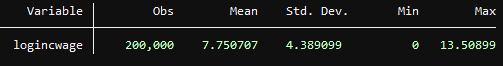 Variable Obs Mean Std. Dev. Min Max
logincwage 200,000 7.750707 4.389099 0 13.50899